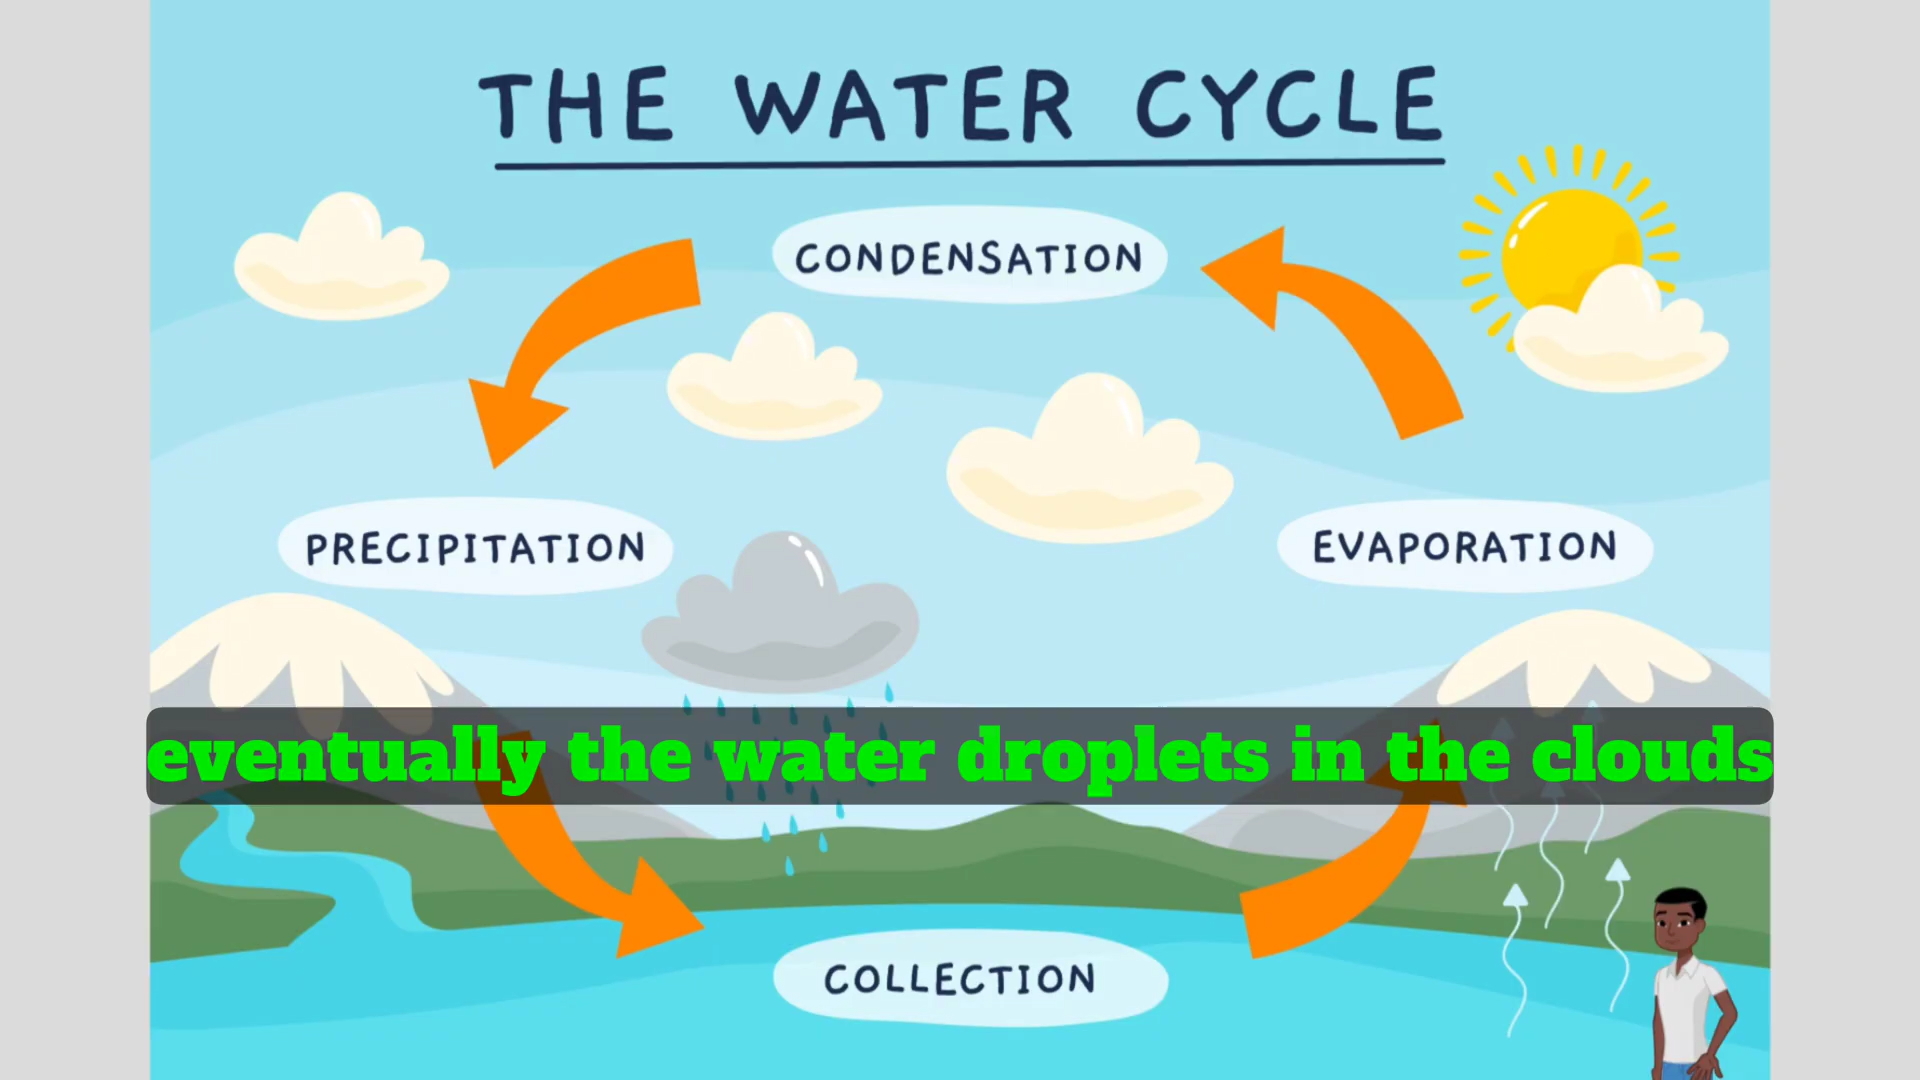 THE WATER CYCLE
CONDENSATION
PRECIPITATION
EVAPORATION
eventually the water droplets in the clouds
COLLECTION